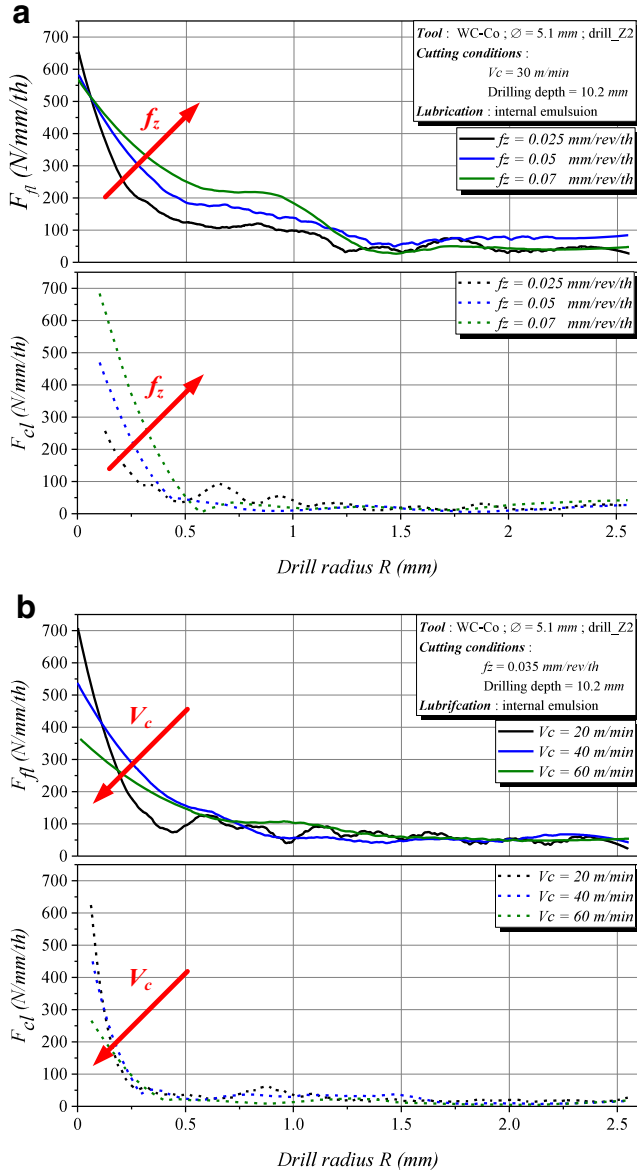 a
Tool : WC-Co ; ∅ = 5.1 mm ; drill_Z2
Cutting conditions :
Vc = 30 m/min
Drilling depth = 10.2 mm
Lubrication : internal emulsuion
fz = 0.025 mm/rev/th
fz = 0.05 mm/rev/th
fz = 0.07 mm/rev/th
fz
F_fl (N/mm/th)
700
600
500
400
300
200
100
0
fz = 0.025 mm/rev/th
fz = 0.05 mm/rev/th
fz = 0.07 mm/rev/th
fz
F_cl (N/mm/th)
700
600
500
400
300
200
100
0
0 0.5 1.0 1.5 2.0 2.5
Drill radius R (mm)
b
Tool : WC-Co ; ∅ = 5.1 mm ; drill_Z2
Cutting conditions :
fz = 0.035 mm/rev/th
Drilling depth = 10.2 mm
Lubrifcation : internal emulsion
Vc = 20 m/min
Vc = 40 m/min
Vc = 60 m/min
Vc
F_fl (N/mm/th)
700
600
500
400
300
200
100
0
Vc = 20 m/min
Vc = 40 m/min
Vc = 60 m/min
Vc
F_cl (N/mm/th)
700
600
500
400
300
200
100
0
0 0.5 1.0 1.5 2.0 2.5
Drill radius R (mm)